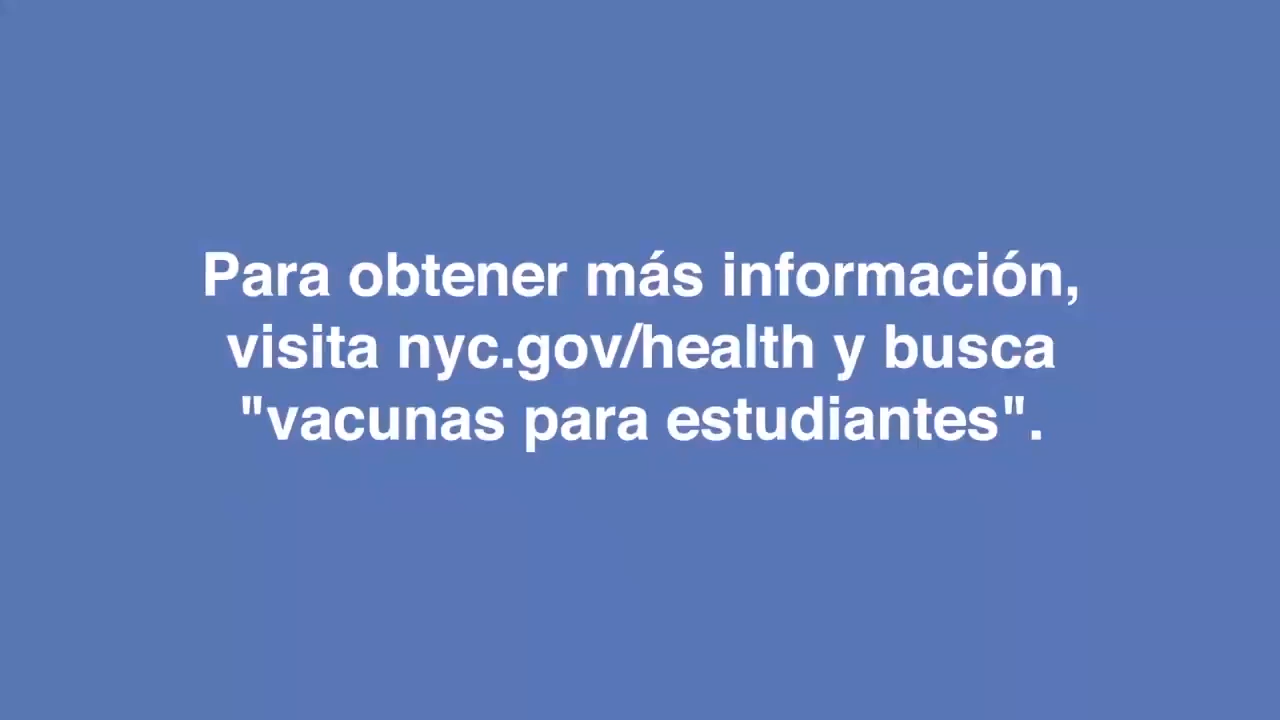 Para obtener más información,
visita nyc.gov/health y busca
"vacunas para estudiantes".